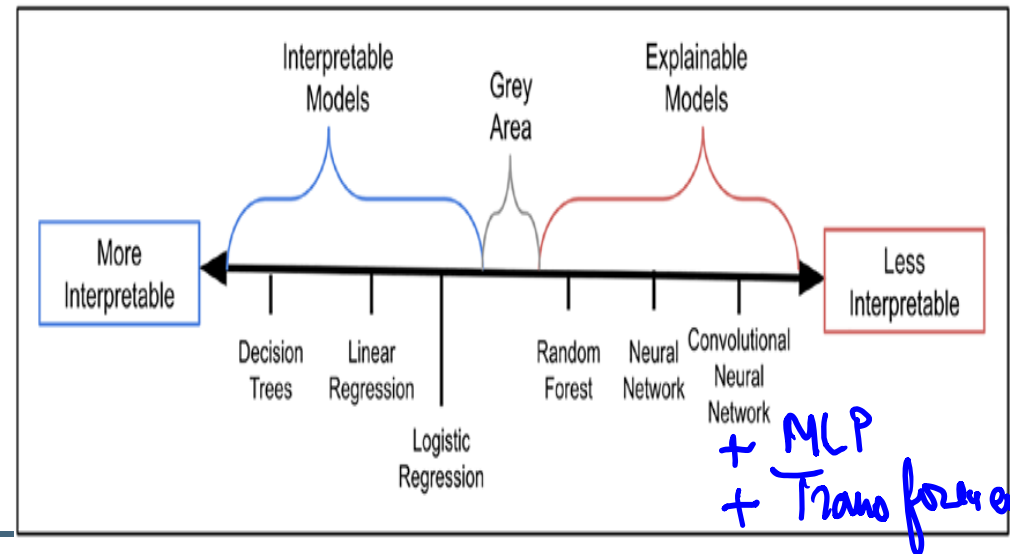 Interpretable
Models
Grey
Area
Explainable
Models
More
Interpretable
Less
Interpretable
Decision
Trees
Linear
Regression
Logistic
Regression
Random
Forest
Neural
Network
Convolutional
Neural
Network
+ MLP
+